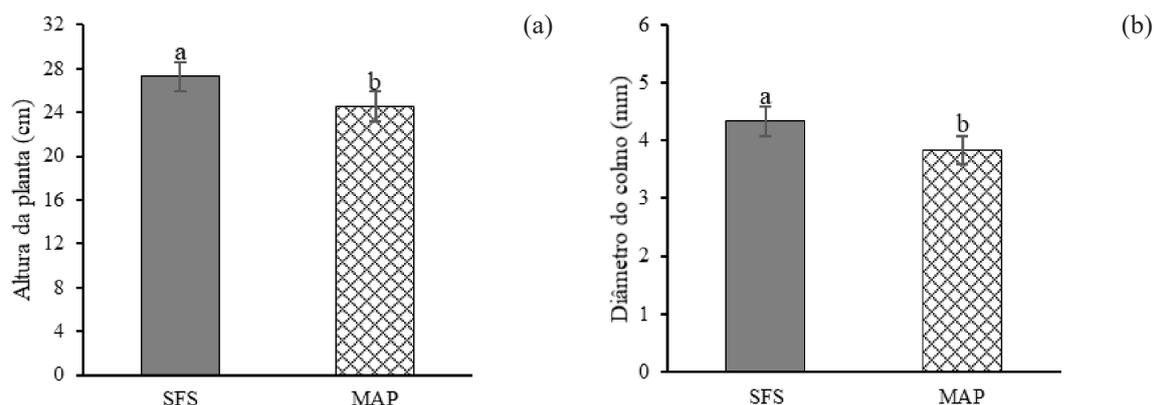 (a)
Altura da planta (cm)
32
28
24
20
16
12
8
4
0
a
b
SFS
MAP
(b)
Diâmetro do colmo (mm)
6
5
4
3
2
1
0
a
b
SFS
MAP